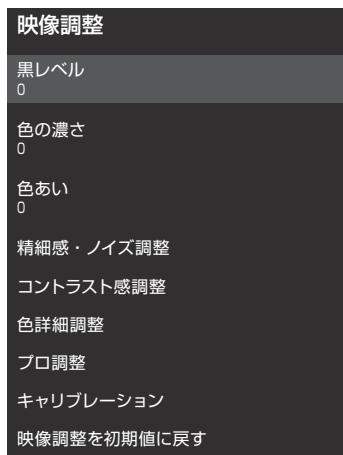 映像調整
黒レベル
0
色の濃さ
0
色あい
0
精細感・ノイズ調整
コントラスト感調整
色詳細調整
プロ調整
キャリブレーション
映像調整を初期値に戻す